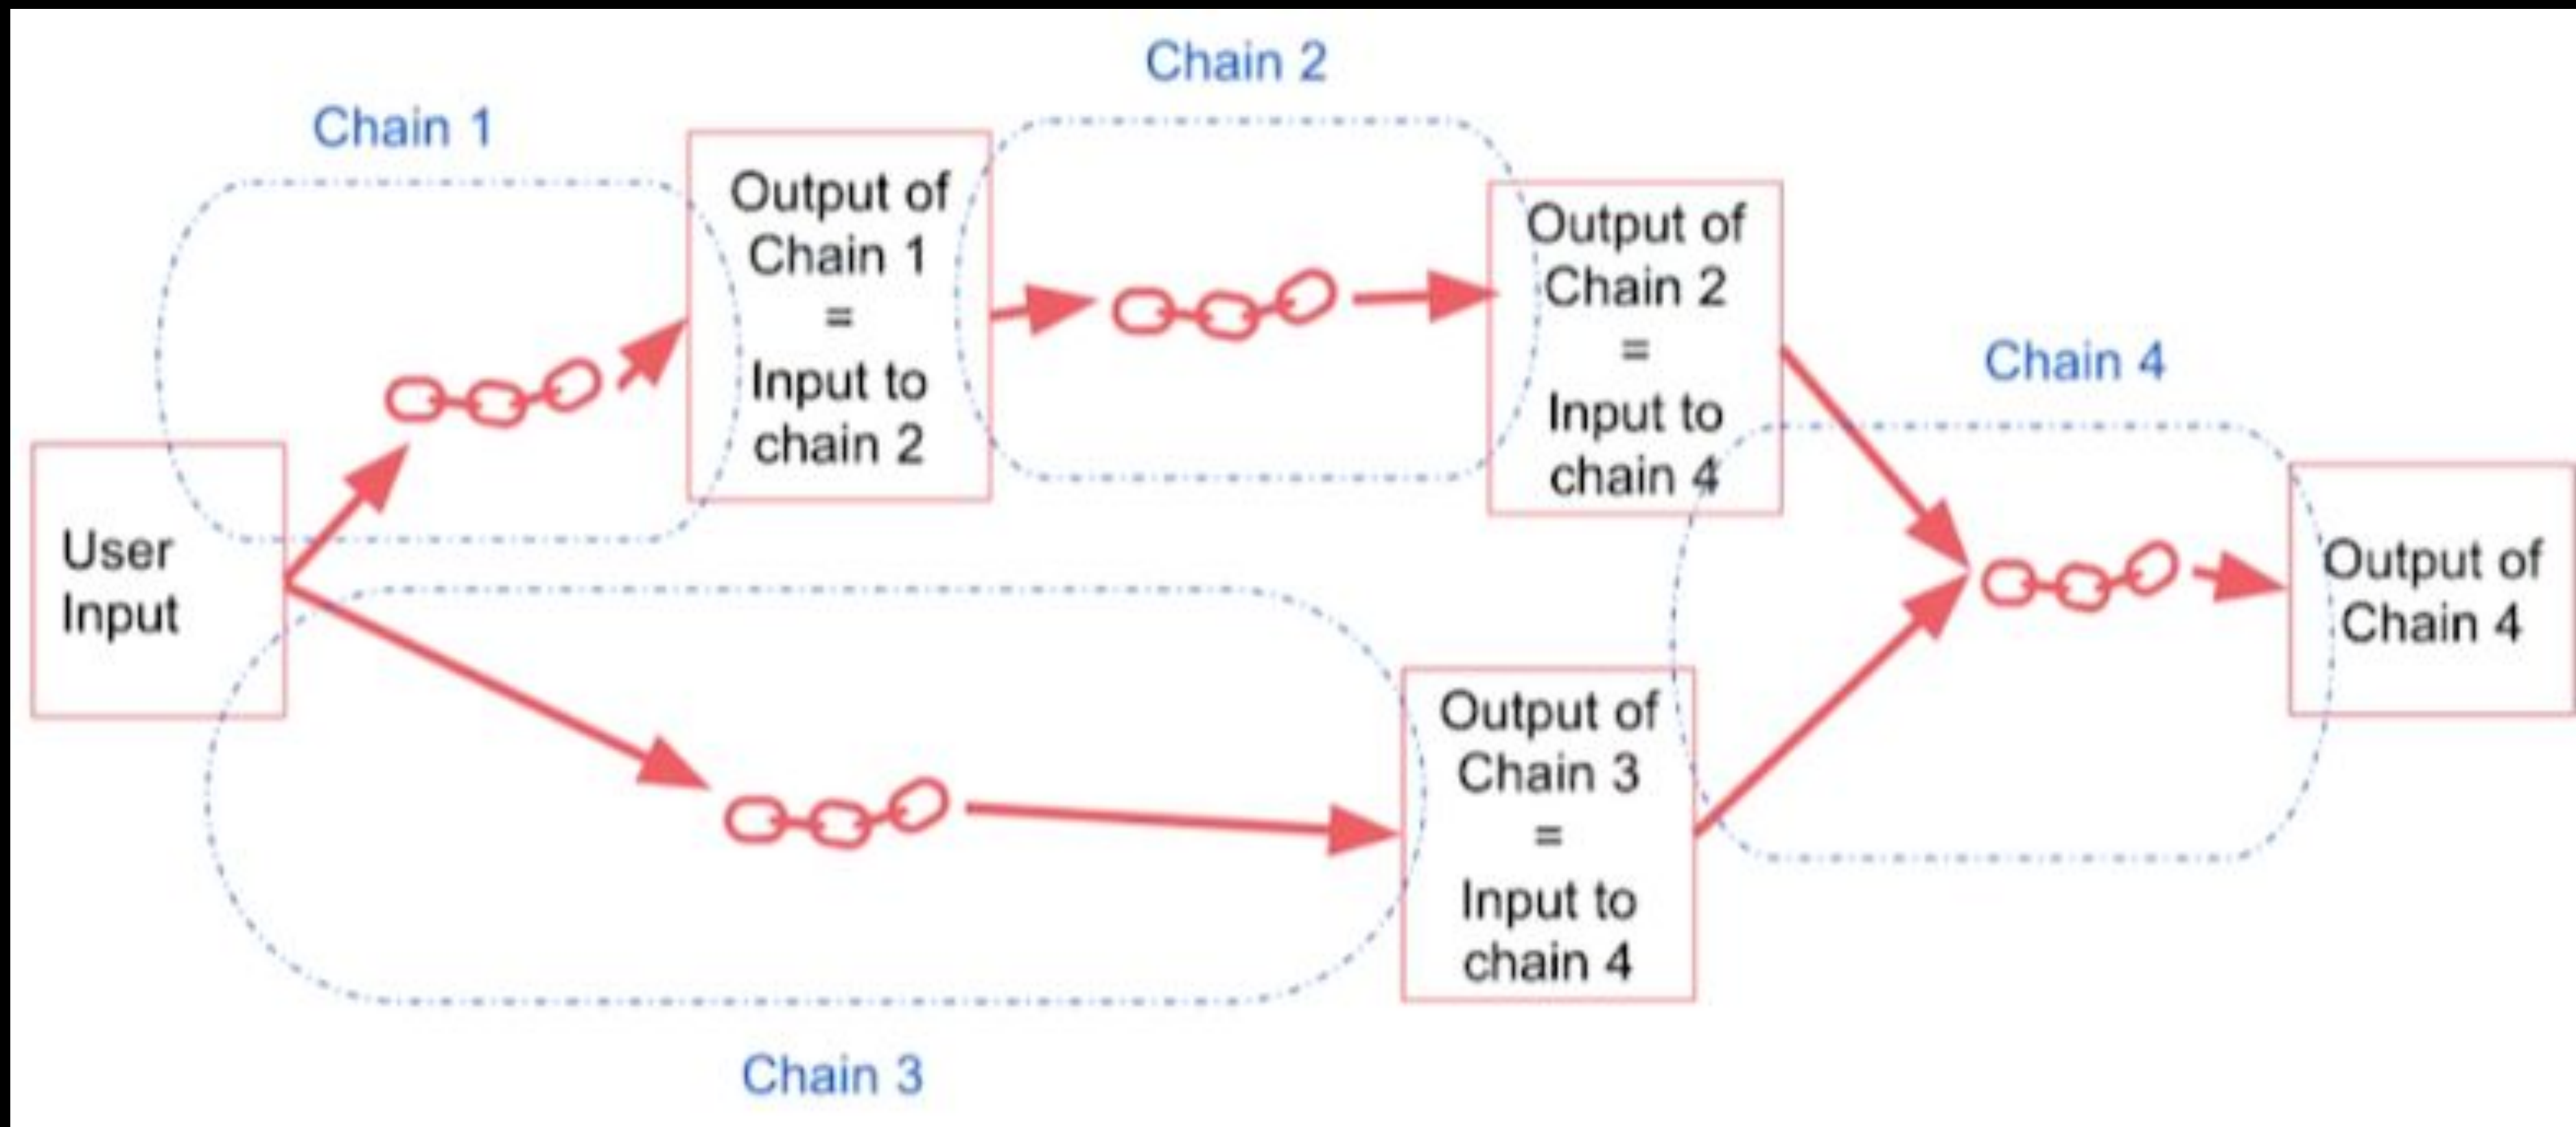 Chain 1
Chain 2
Chain 3
Chain 4
User
Input
Output of
Chain 1
=
Input to
chain 2
Output of
Chain 2
=
Input to
chain 4
Output of
Chain 3
=
Input to
chain 4
Output of
Chain 4